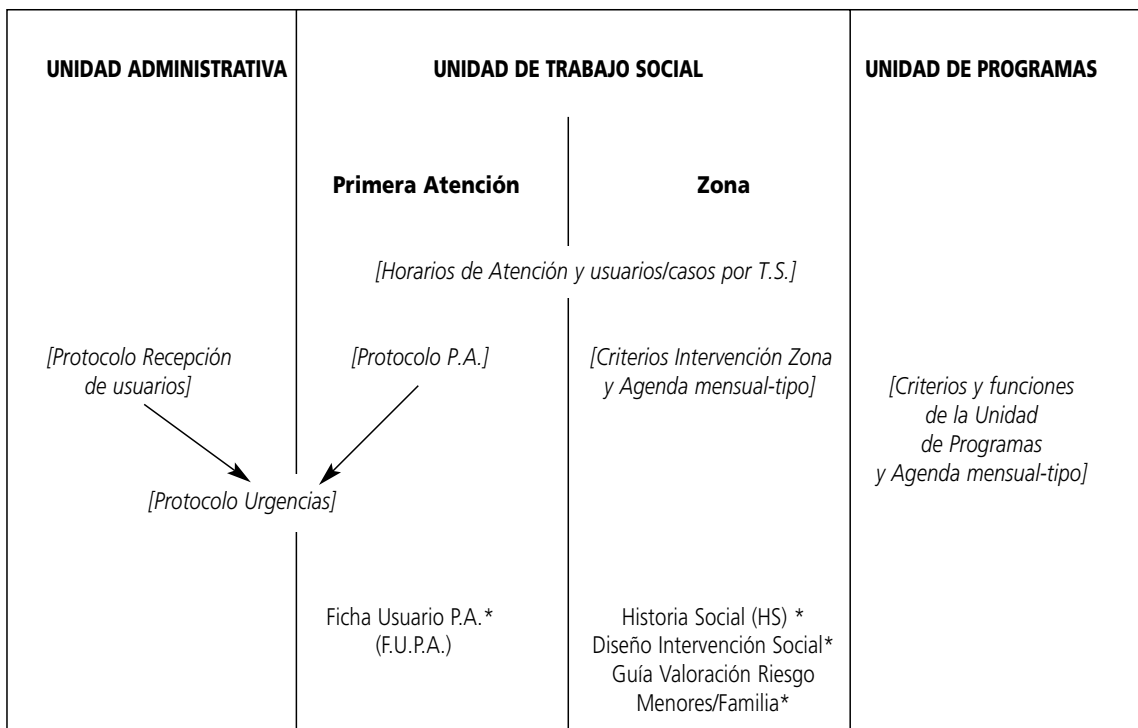 UNIDAD ADMINISTRATIVA
UNIDAD DE TRABAJO SOCIAL
UNIDAD DE PROGRAMAS
Primera Atención
Zona
[Horarios de Atención y usuarios/casos por T.S.]
[Protocolo Recepción
de usuarios]
[Protocolo P.A.]
[Criterios Intervención Zona
y Agenda mensual-tipo]
[Criterios y funciones
de la Unidad
de Programas
y Agenda mensual-tipo]
[Protocolo Urgencias]
Ficha Usuario P.A.*
(F.U.P.A.)
Historia Social (HS) *
Diseño Intervención Social*
Guía Valoración Riesgo
Menores/Familia*